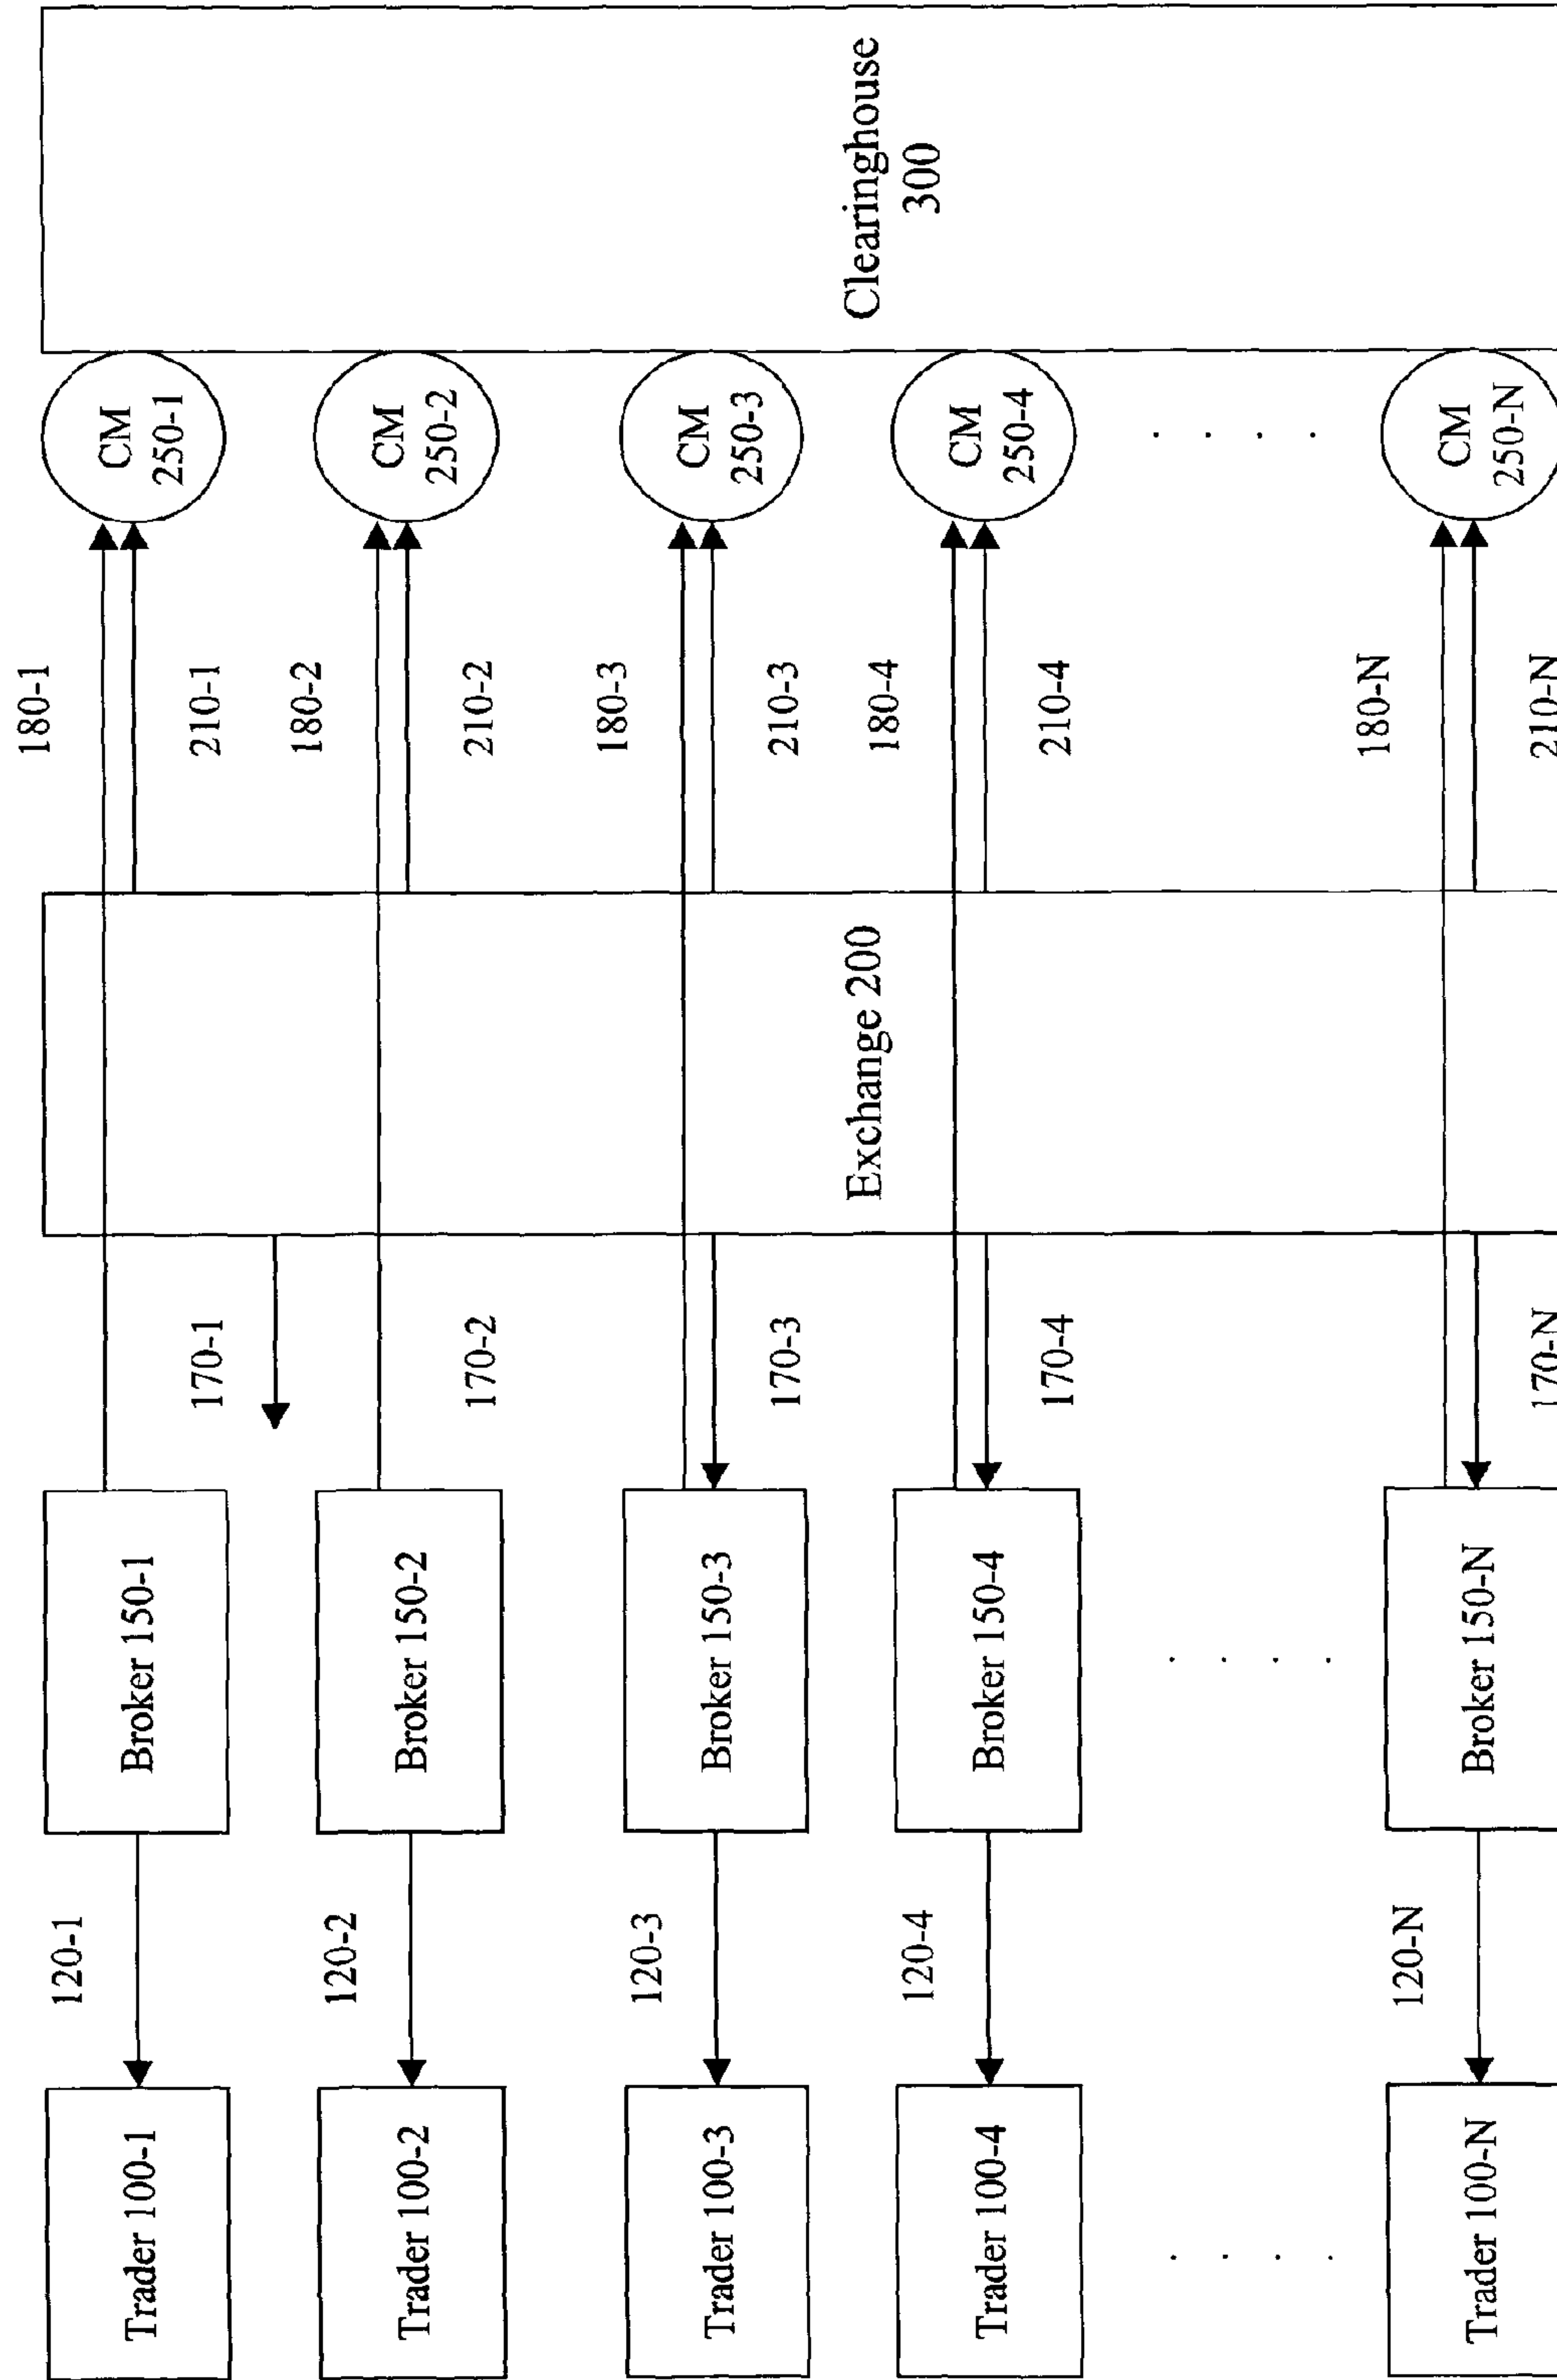 Trader 100-1
120-1
Broker 150-1
170-1
180-1
210-1
CM
250-1
Trader 100-2
120-2
Broker 150-2
170-2
180-2
210-2
CM
250-2
Trader 100-3
120-3
Broker 150-3
170-3
180-3
210-3
CM
250-3
Exchange 200
Clearinghouse
300
Trader 100-4
120-4
Broker 150-4
170-4
180-4
210-4
CM
250-4
. . . .
. . . .
. . . .
Trader 100-N
120-N
Broker 150-N
170-N
180-N
210-N
CM
250-N